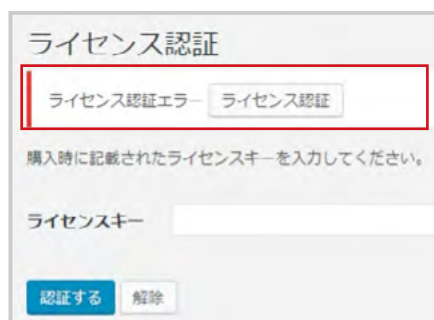 ライセンス認証
ライセンス認証エラー ライセンス認証
購入時に記載されたライセンスキーを入力してください。
ライセンスキー
認証する 解除